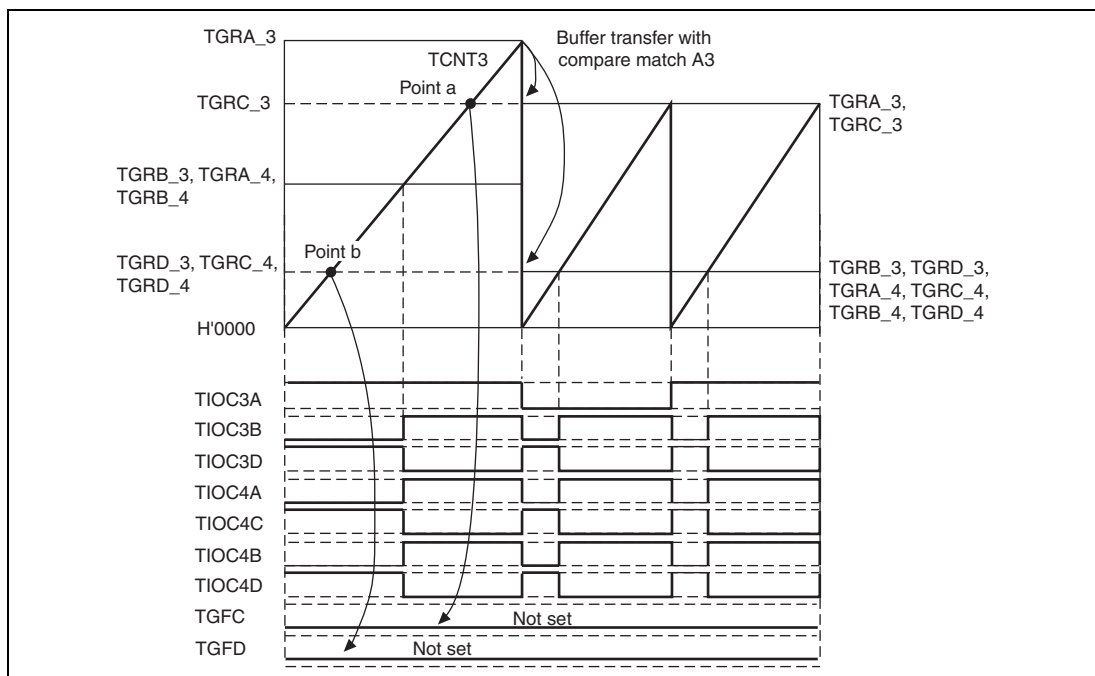 TGRA_3
TCNT3
Buffer transfer with
compare match A3
Point a
TGRC_3
TGRA_3,
TGRC_3
TGRB_3, TGRA_4,
TGRB_4
Point b
TGRD_3, TGRC_4,
TGRD_4
TGRB_3, TGRD_3,
TGRA_4, TGRC_4,
TGRB_4, TGRD_4
H'0000
TIOC3A
TIOC3B
TIOC3D
TIOC4A
TIOC4C
TIOC4B
TIOC4D
TGFC
Not set
TGFD
Not set